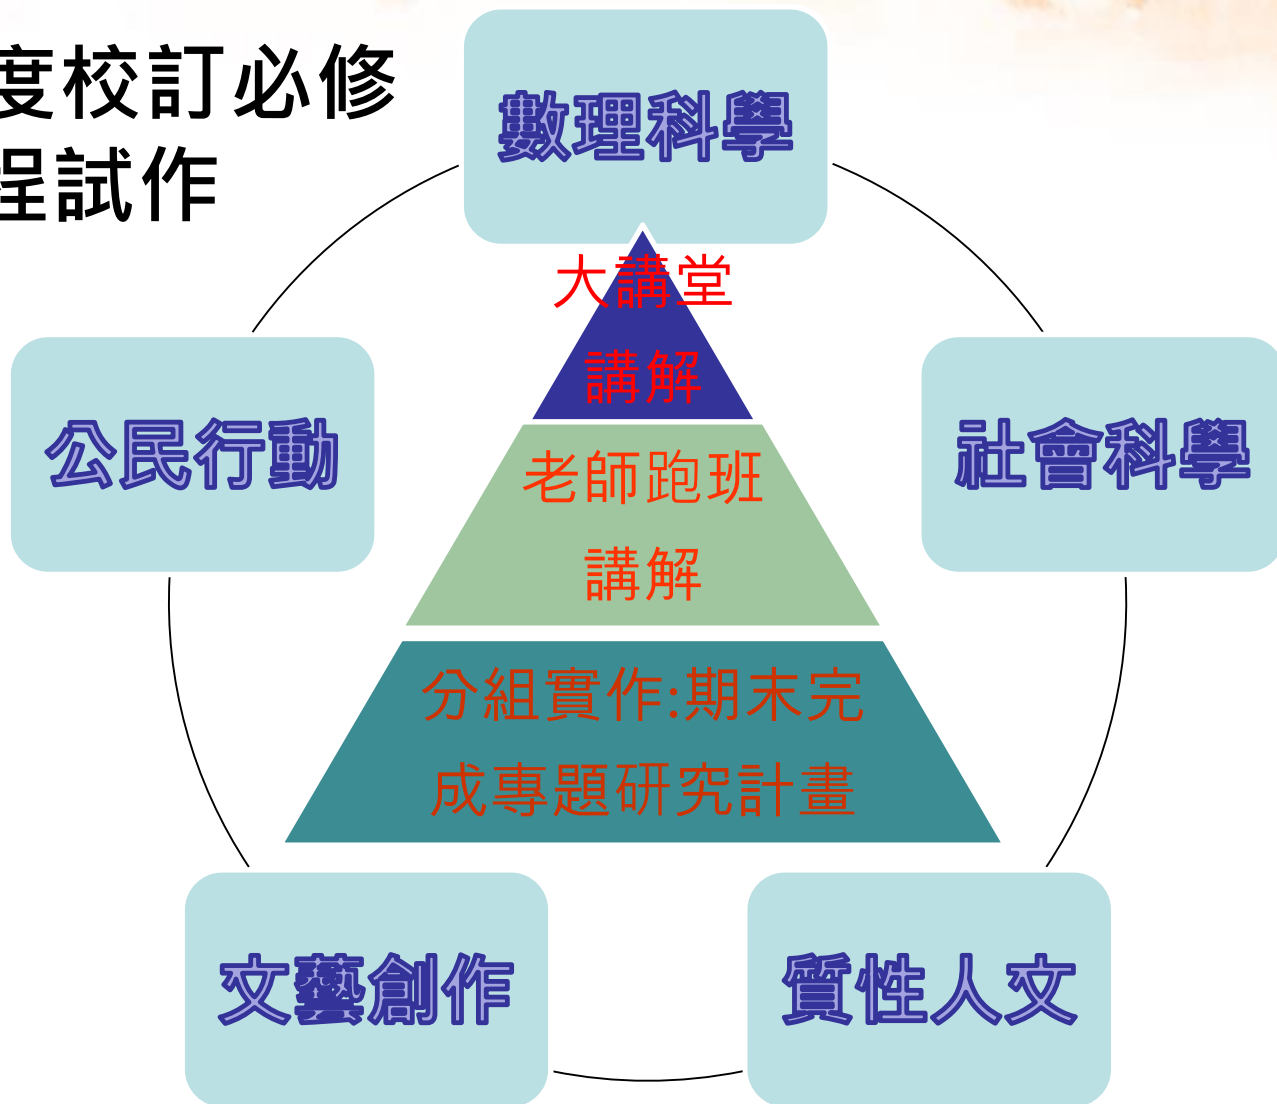 度校訂必修
程試作
數理科學
大講堂
講解
公民行動
社會科學
老師跑班
講解
分組實作:期末完
成專題研究計畫
文藝創作
質性人文